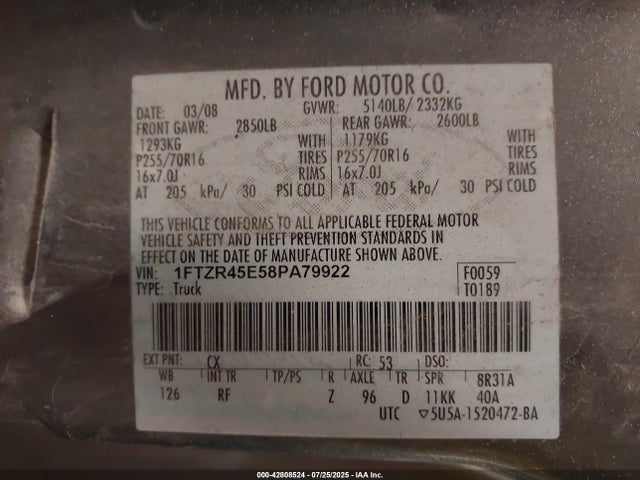 MFD. BY FORD MOTOR CO.
DATE: 03/08 GVWR: 5140LB/ 2332KG
FRONT GAWR: 2850LB REAR GAWR: 2600LB
1293KG WITH 1179KG WITH
P255/70R16 TIRES P255/70R16 TIRES
16x7.0J RIMS 16x7.0J RIMS
AT 205 kPa/ 30 PSI COLD AT 205 kPa/ 30 PSI COLD
THIS VEHICLE CONFORMS TO ALL APPLICABLE FEDERAL MOTOR
VEHICLE SAFETY AND THEFT PREVENTION STANDARDS IN
EFFECT ON THE DATE OF MANUFACTURE SHOWN ABOVE.
VIN: 1FTZR45E58PA79922 F0059
TYPE: Truck T0189
EXT PNT: CX RC: 53 DSO:
WB INT TR TP/PS R AXLE TR SPR 8R31A
126 RF Z 96 D 11KK 40A
UTC ▽5U5A-1520472-BA
000-42808524 / 07/25/2025 - IAA Inc.